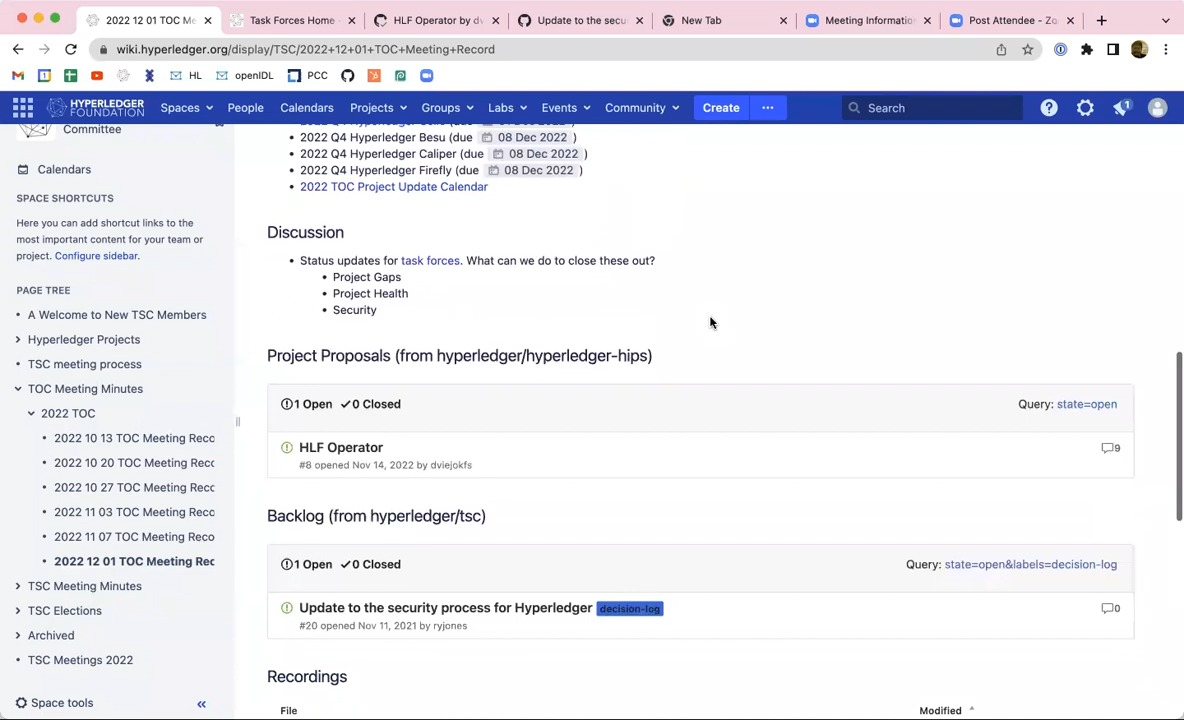 2022 12 01 TOC M
Task Forces Home -
HLF Operator by d
Update to the secu
New Tab
Meeting Informatio
Post Attendee - Zo
wiki.hyperledger.org/display/TSC/2022+12+01+TOC+Meeting+Record
HL
openIDL
PCC
HYPERLEDGER
FOUNDATION
Spaces
People
Calendars
Projects
Groups
Labs
Events
Community
Create
Search
1
Committee
Calendars
SPACE SHORTCUTS
Here you can add shortcut links to the
most important content for your team or
project. Configure sidebar.
PAGE TREE
A Welcome to New TSC Members
Hyperledger Projects
TSC meeting process
TOC Meeting Minutes
2022 TOC
2022 10 13 TOC Meeting Reco
2022 10 20 TOC Meeting Rec
2022 10 27 TOC Meeting Rec
2022 11 03 TOC Meeting Rec
2022 11 07 TOC Meeting Reco
2022 12 01 TOC Meeting Rec
TSC Meeting Minutes
TSC Elections
Archived
TSC Meetings 2022
Space tools
2022 Q4 Hyperledger Besu (due 08 Dec 2022 )
2022 Q4 Hyperledger Caliper (due 08 Dec 2022 )
2022 Q4 Hyperledger Firefly (due 08 Dec 2022 )
2022 TOC Project Update Calendar
Discussion
Status updates for task forces. What can we do to close these out?
Project Gaps
Project Health
Security
Project Proposals (from hyperledger/hyperledger-hips)
1 Open ✓0 Closed
Query: state=open
HLF Operator
9
#8 opened Nov 14, 2022 by dviejokfs
Backlog (from hyperledger/tsc)
1 Open ✓0 Closed
Query: state=open&labels=decision-log
Update to the security process for Hyperledger decision-log
0
#20 opened Nov 11, 2021 by ryjones
Recordings
File
Modified